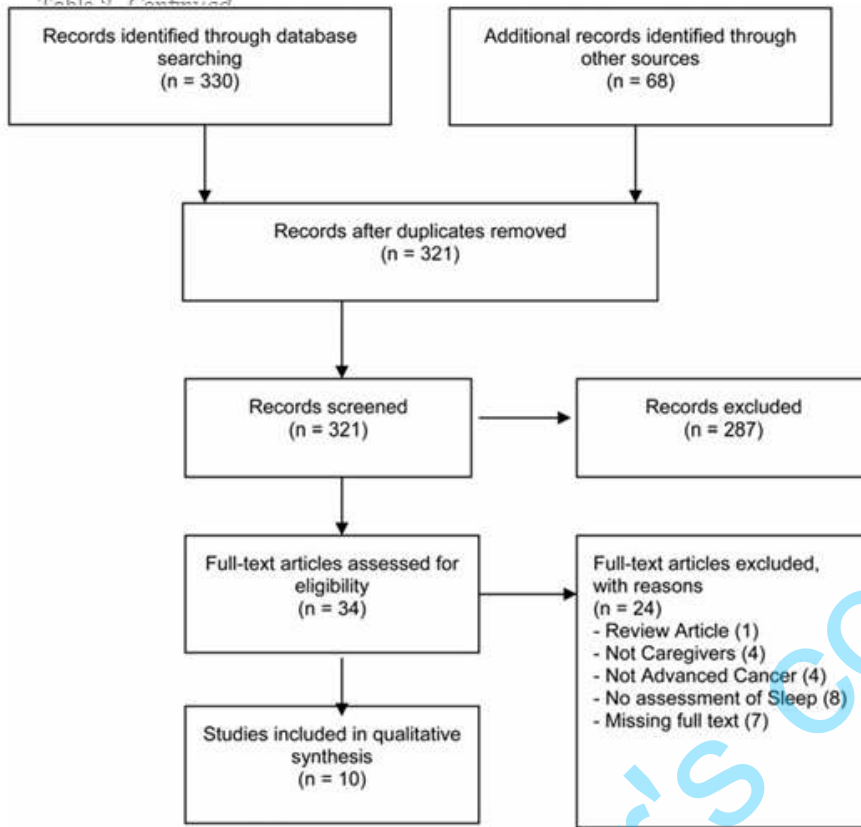 Table 2. Continued
Records identified through database
searching
(n = 330)
Additional records identified through
other sources
(n = 68)
Records after duplicates removed
(n = 321)
Records screened
(n = 321)
Records excluded
(n = 287)
Full-text articles assessed for
eligibility
(n = 34)
Full-text articles excluded,
with reasons
(n = 24)
- Review Article (1)
- Not Caregivers (4)
- Not Advanced Cancer (4)
- No assessment of Sleep (8)
- Missing full text (7)
Studies included in qualitative
synthesis
(n = 10)